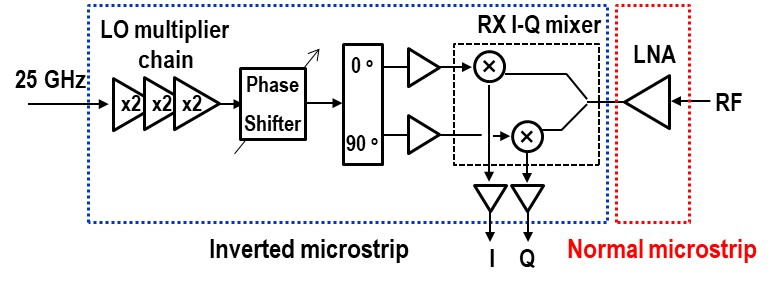 LO multiplier
chain
RX I-Q mixer
LNA
25 GHz
x2 x2 x2
Phase
Shifter
0 °
90 °
RF
Inverted microstrip
I
Q
Normal microstrip